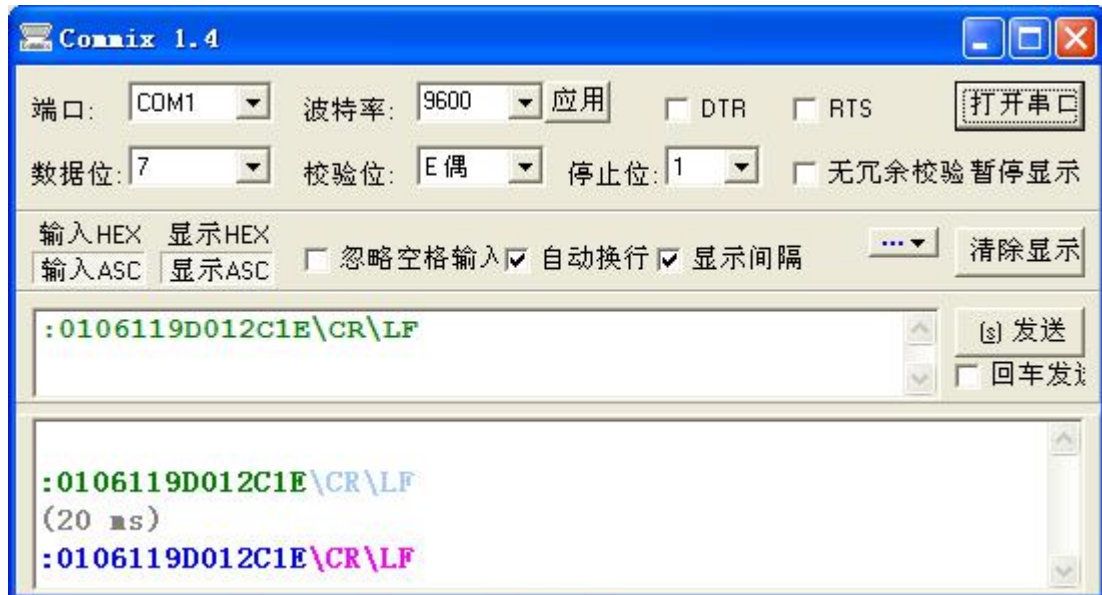 Commix 1.4
端口: COM1 波特率: 9600 应用 DTR RTS 打开串口
数据位: 7 校验位: E偶 停止位: 1 无冗余校验 暂停显示
输入HEX 显示HEX
输入ASC 显示ASC 忽略空格输入 自动换行 显示间隔 ... 清除显示
:0106119D012C1E\CR\LF
(s) 发送
回车发
:0106119D012C1E\CR\LF
(20 ms)
:0106119D012C1E\CR\LF